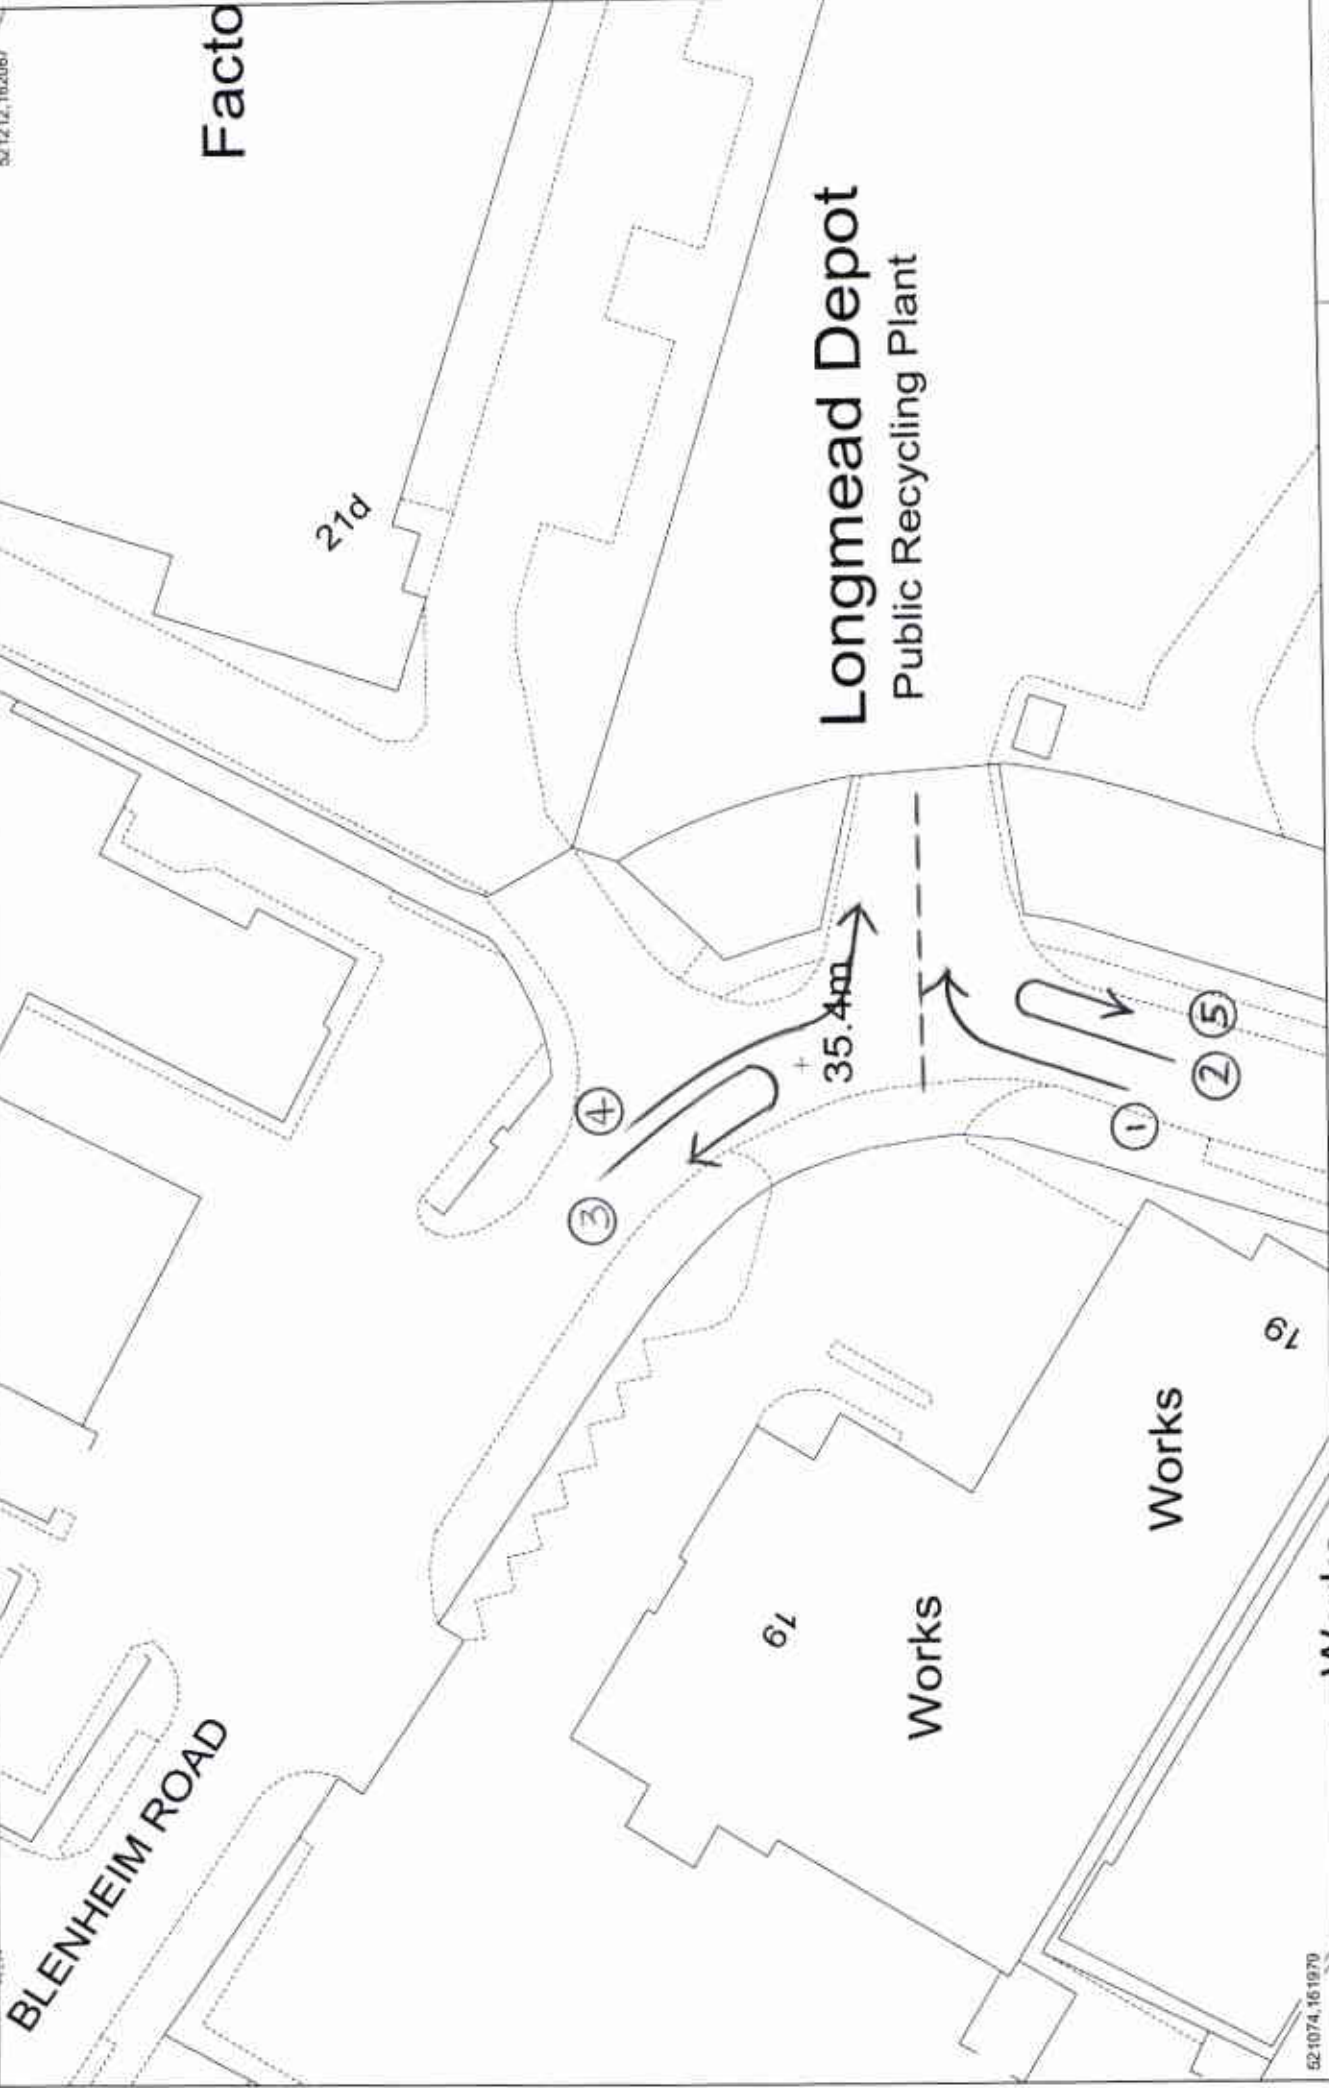 Facto
21d
Longmead Depot
Public Recycling Plant
35.4m
④
③
⑤
②
①
BLENHEIM ROAD
19
Works
19
Works
521074,161979